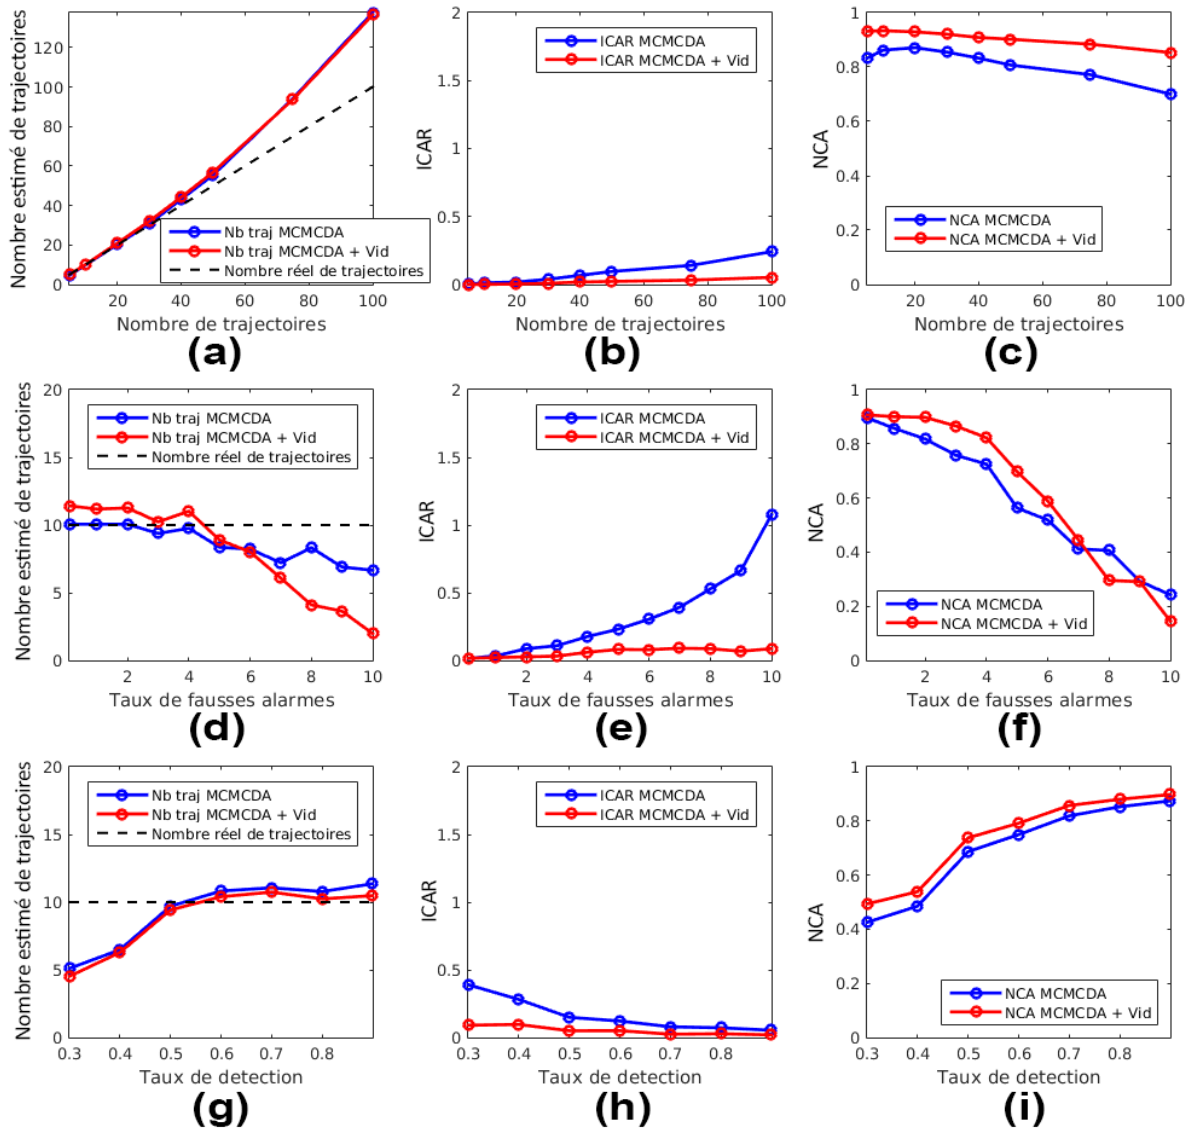 Nombre estimé de trajectoires
120
100
80
60
40
20
0
20 40 60 80 100
Nb traj MCMCDA
Nb traj MCMCDA + Vid
Nombre réel de trajectoires
Nombre de trajectoires
(a)
ICAR
2
1.5
1
0.5
0
20 40 60 80 100
ICAR MCMCDA
ICAR MCMCDA + Vid
Nombre de trajectoires
(b)
NCA
1
0.8
0.6
0.4
0.2
0
20 40 60 80 100
NCA MCMCDA
NCA MCMCDA + Vid
Nombre de trajectoires
(c)
Nombre estimé de trajectoires
20
15
10
5
0
2 4 6 8 10
Nb traj MCMCDA
Nb traj MCMCDA + Vid
Nombre réel de trajectoires
Taux de fausses alarmes
(d)
ICAR
2
1.5
1
0.5
0
2 4 6 8 10
ICAR MCMCDA
ICAR MCMCDA + Vid
Taux de fausses alarmes
(e)
NCA
1
0.8
0.6
0.4
0.2
0
2 4 6 8 10
NCA MCMCDA
NCA MCMCDA + Vid
Taux de fausses alarmes
(f)
Nombre estimé de trajectoires
20
15
10
5
0
0.3 0.4 0.5 0.6 0.7 0.8
Nb traj MCMCDA
Nb traj MCMCDA + Vid
Nombre réel de trajectoires
Taux de detection
(g)
ICAR
2
1.5
1
0.5
0
0.3 0.4 0.5 0.6 0.7 0.8
ICAR MCMCDA
ICAR MCMCDA + Vid
Taux de detection
(h)
NCA
1
0.8
0.6
0.4
0.2
0
0.3 0.4 0.5 0.6 0.7 0.8
NCA MCMCDA
NCA MCMCDA + Vid
Taux de detection
(i)